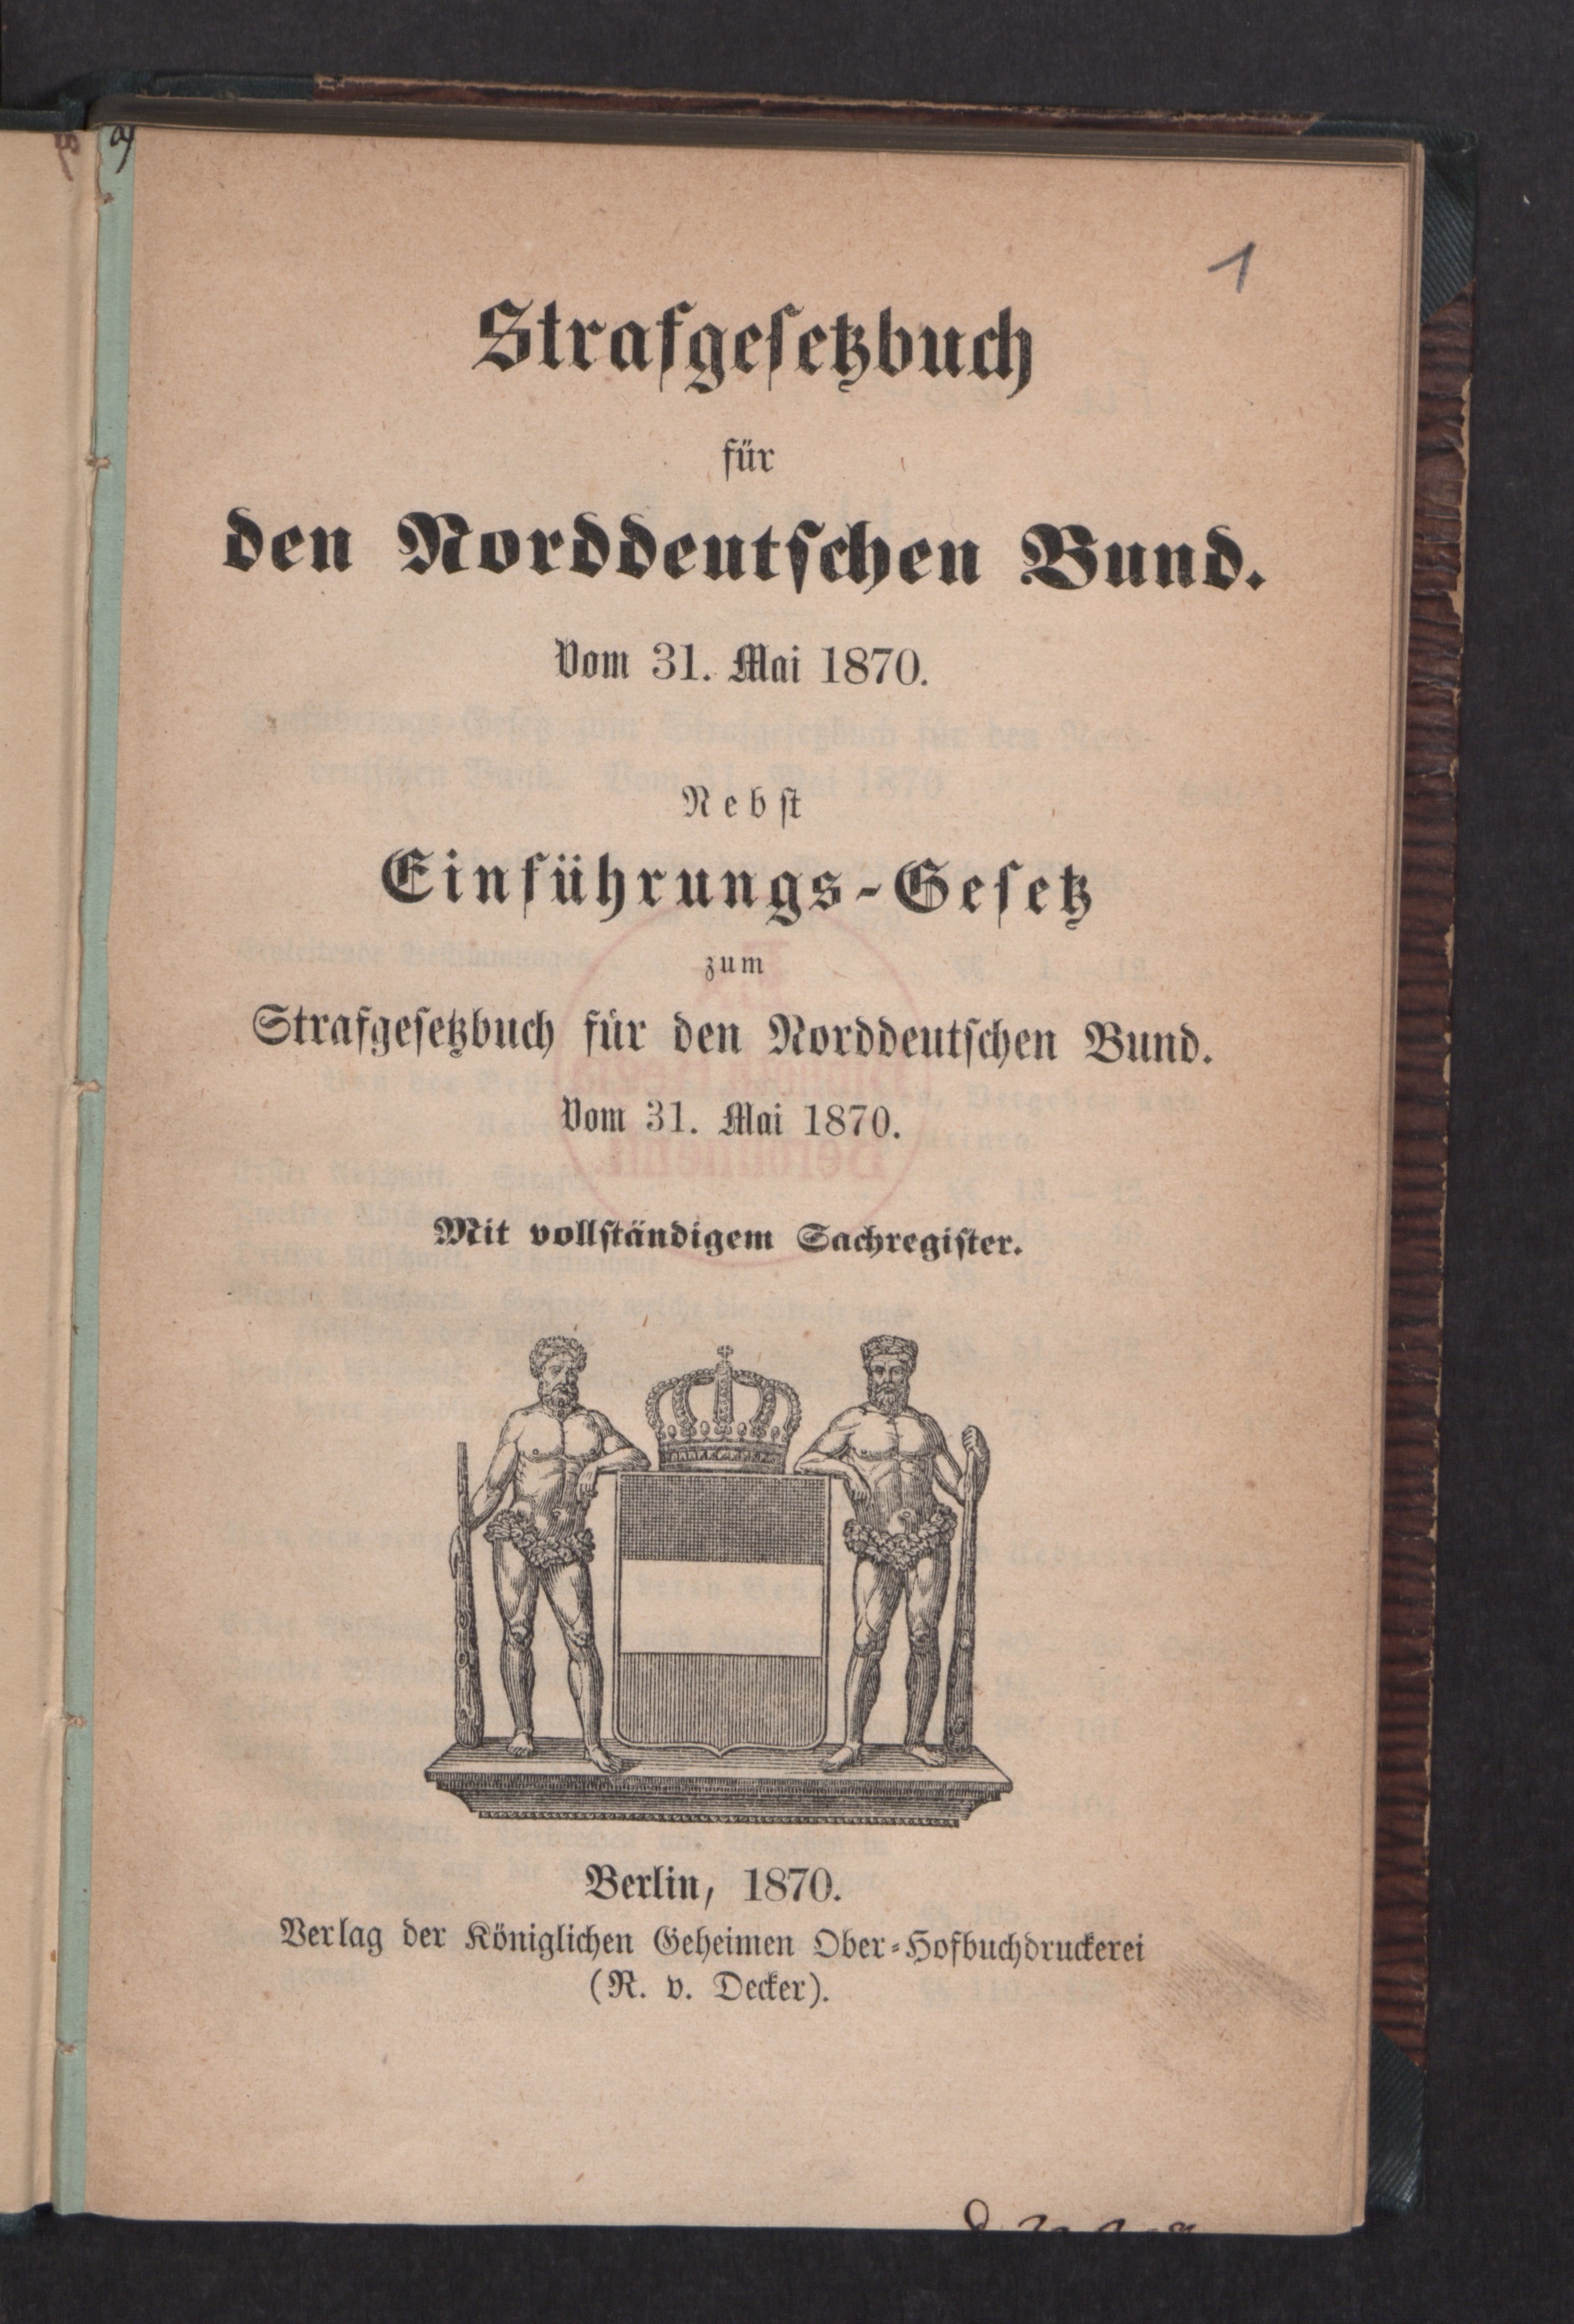 1
Strafgesetzbuch
für
den Norddeutschen Bund.
Vom 31. Mai 1870.
Nebst
Einführungs-Gesetz
zum
Strafgesetzbuch für den Norddeutschen Bund.
Vom 31. Mai 1870.
Mit vollständigem Sachregister.
Berlin, 1870.
Verlag der Königlichen Geheimen Ober-Hofbuchdruckerei
(R. v. Decker).